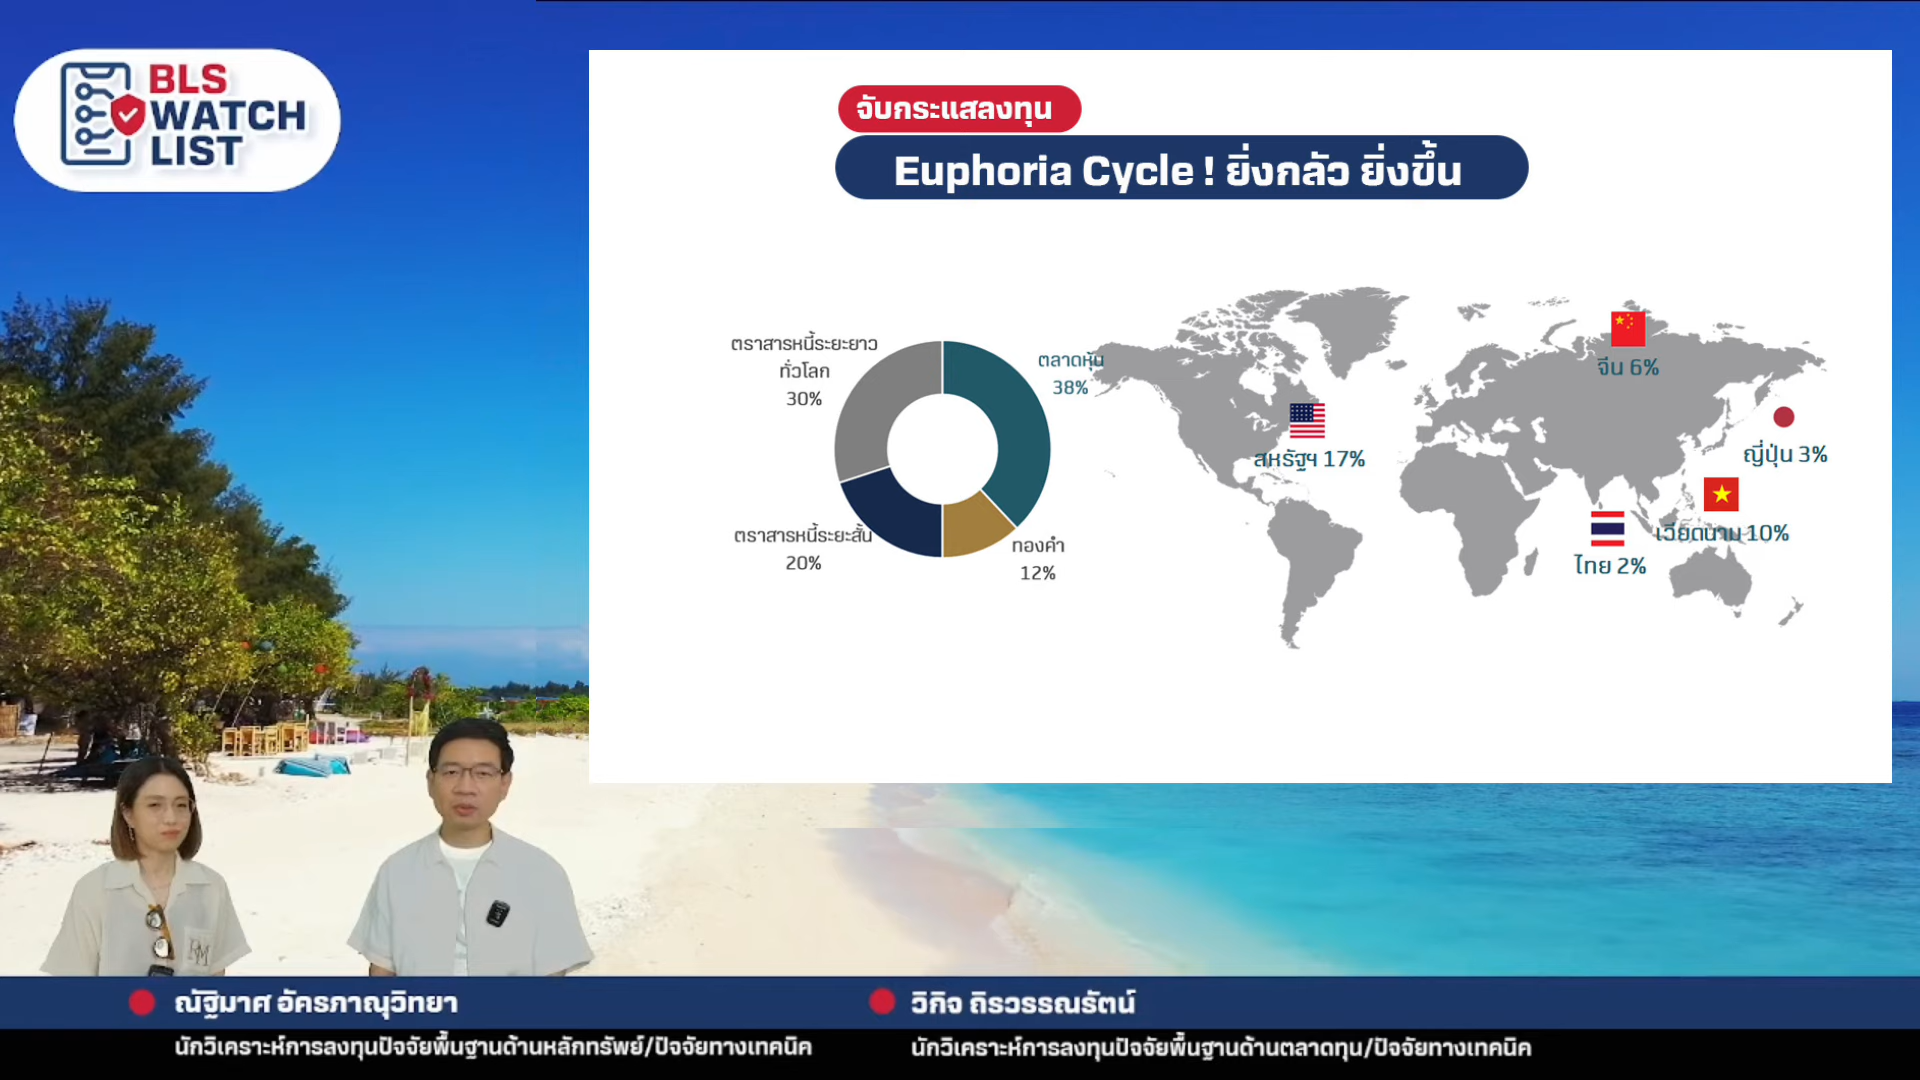 BLS
WATCH
LIST
จับกระแสลงทุน
Euphoria Cycle ! ยิ่งกลัว ยิ่งขึ้น
ตราสารหนี้ระยะยาว
ทั่วโลก
30%
ตลาดหุ้น
38%
ตราสารหนี้ระยะสั้น
20%
ทองคำ
12%
จีน 6%
สหรัฐฯ 17%
ญี่ปุ่น 3%
เวียดนาม 10%
ไทย 2%
ณัฐิมาศ อัครภาณุวิทยา
นักวิเคราะห์การลงทุนปัจจัยพื้นฐานด้านหลักทรัพย์/ปัจจัยทางเทคนิค
วิกิจ ถิรวรรณรัตน์
นักวิเคราะห์การลงทุนปัจจัยพื้นฐานด้านตลาดทุน/ปัจจัยทางเทคนิค